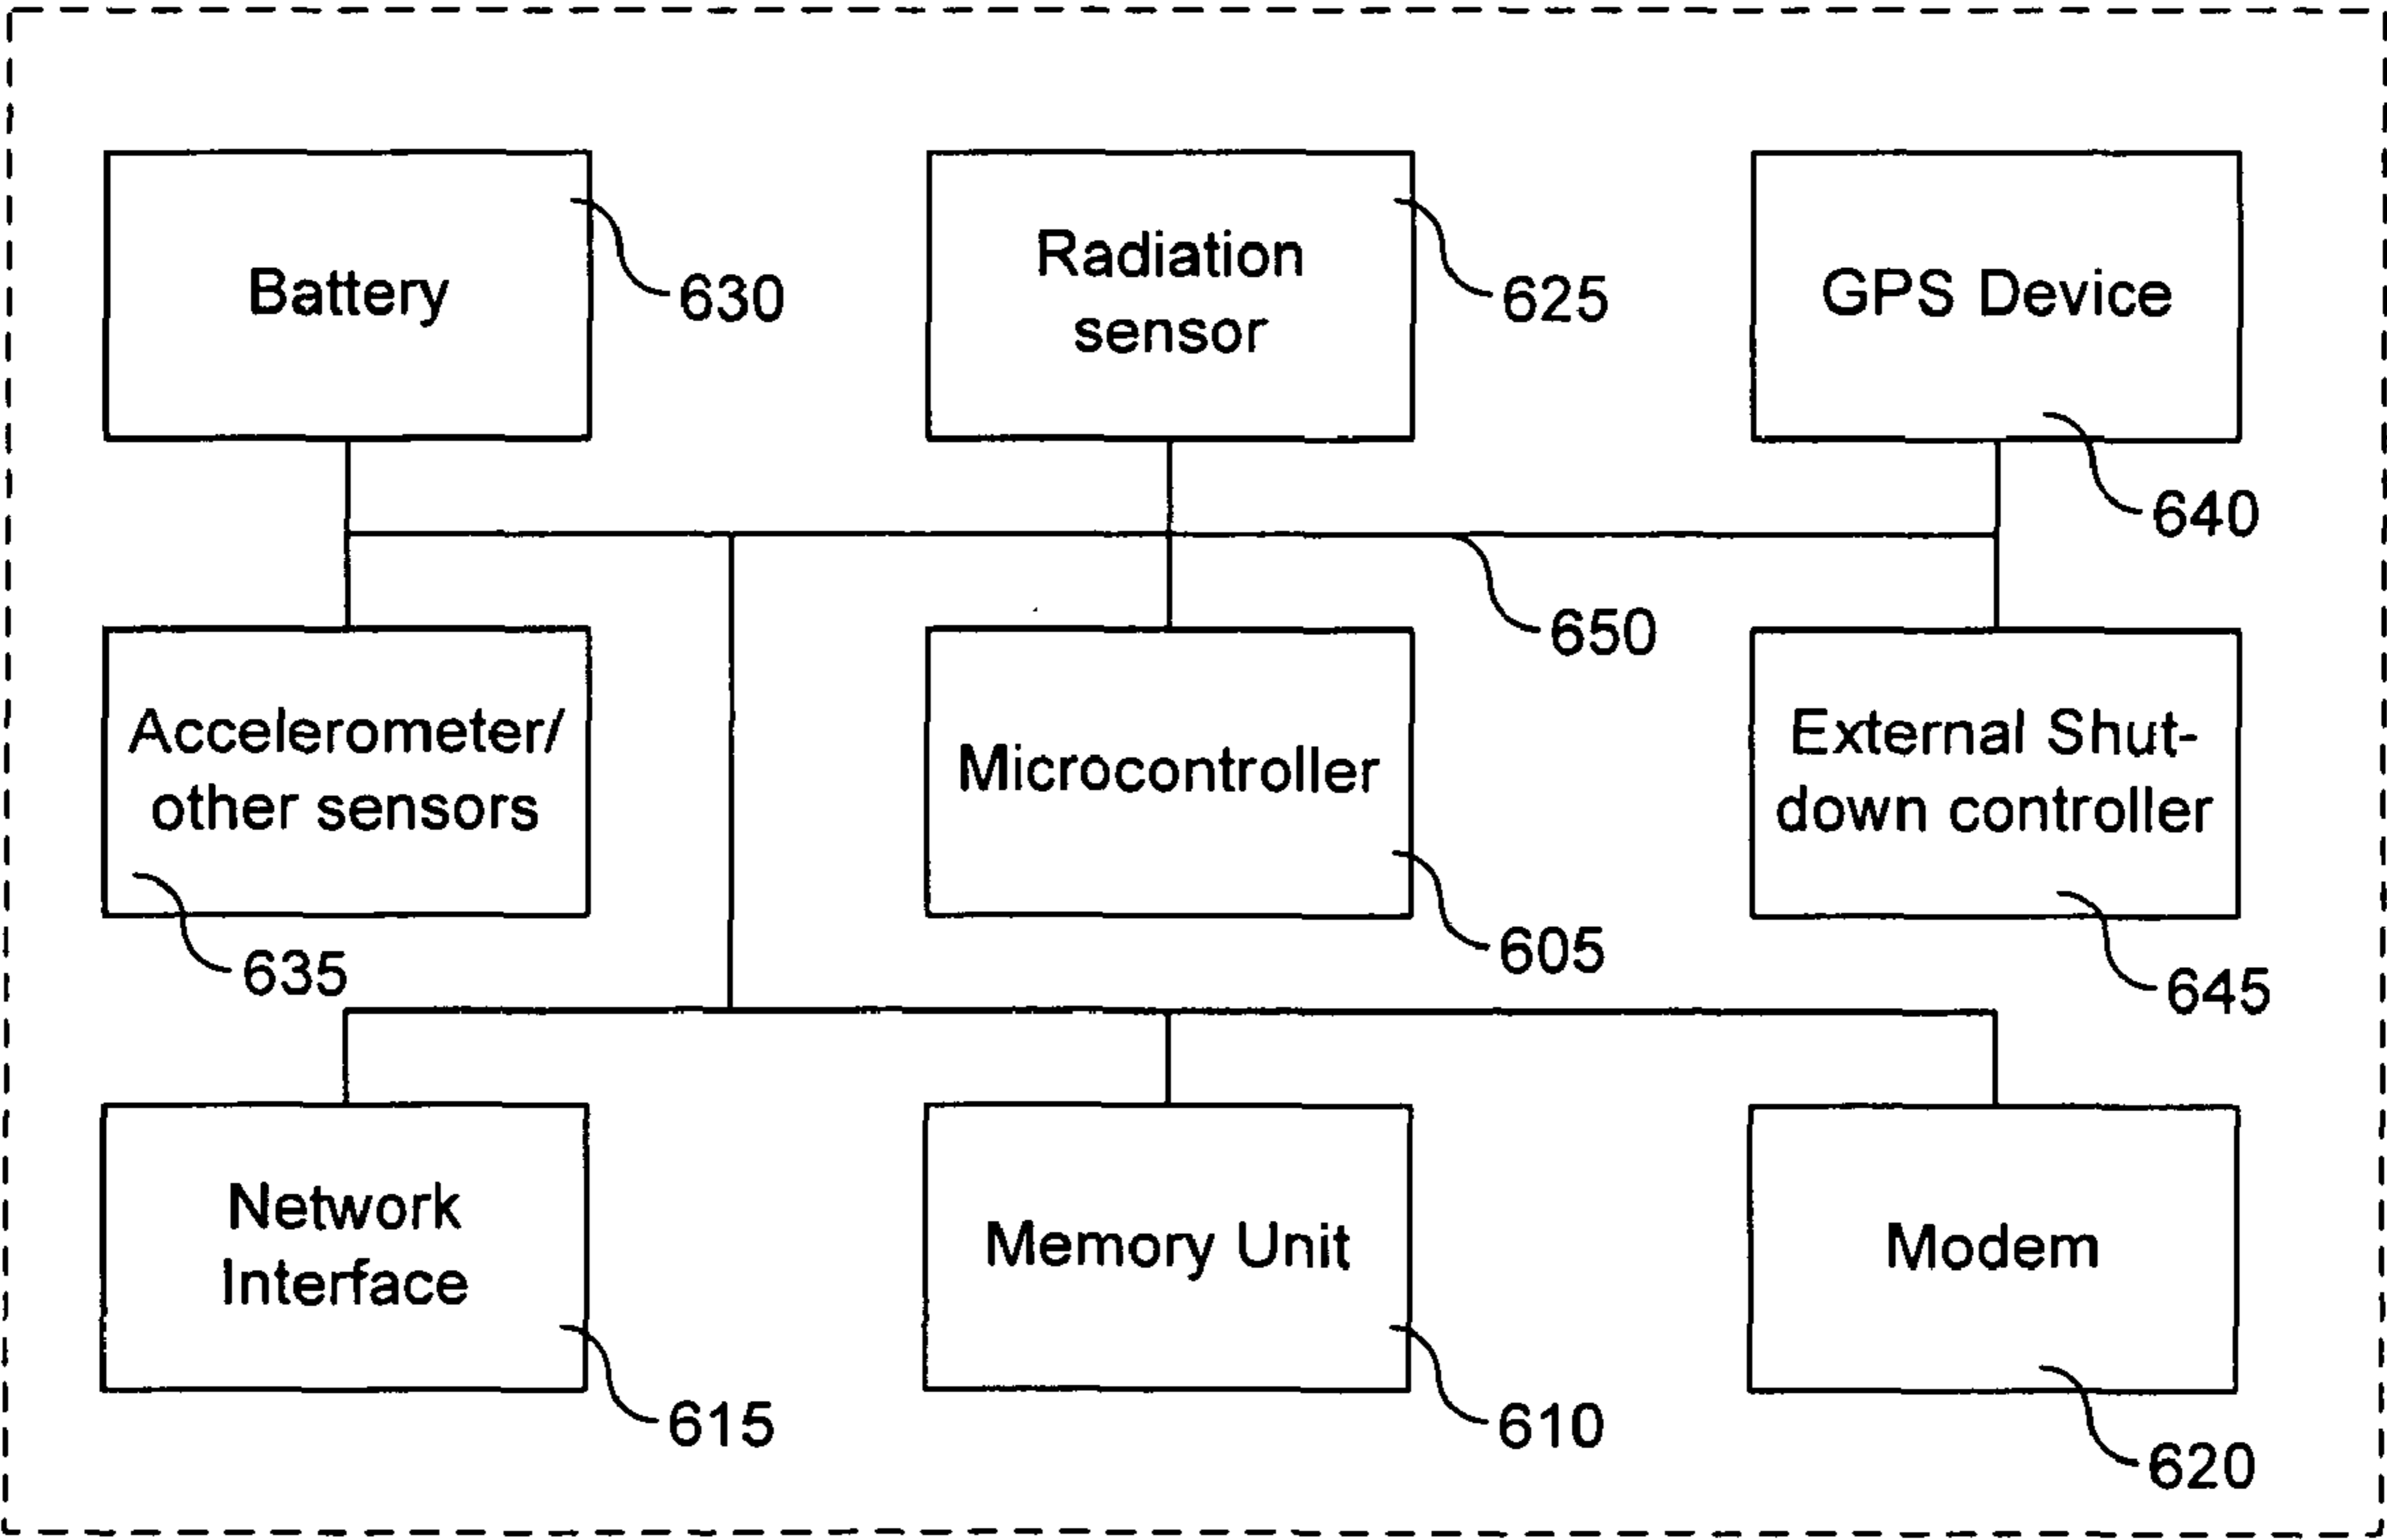 Battery
630
Radiation
sensor
625
GPS Device
640
650
Accelerometer/
other sensors
635
Microcontroller
605
External Shut-
down controller
645
Network
Interface
615
Memory Unit
610
Modem
620